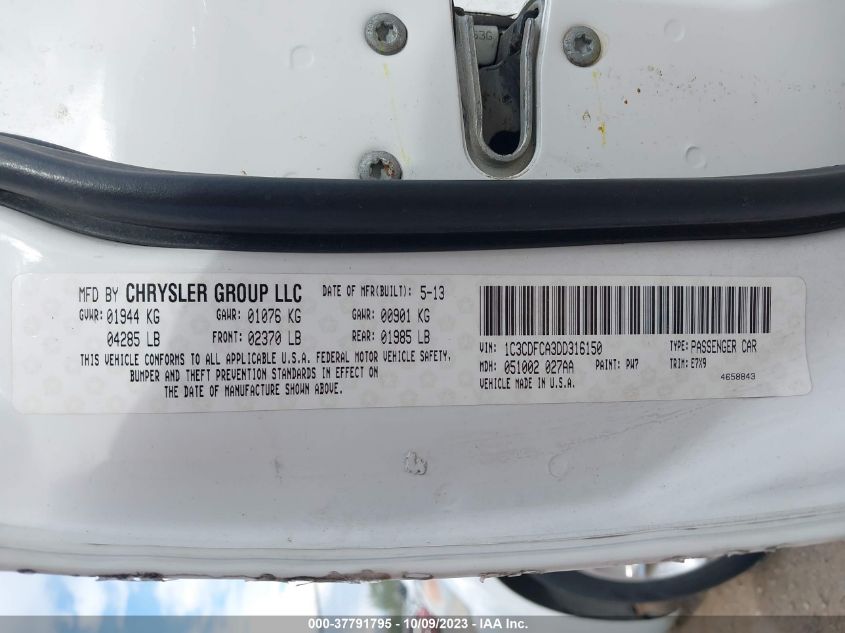 53G
MFD BY CHRYSLER GROUP LLC DATE OF MFR(BUILT): 5-13
GVWR: 01944 KG GAWR: 01076 KG GAWR: 00901 KG
04285 LB FRONT: 02370 LB REAR: 01985 LB
THIS VEHICLE CONFORMS TO ALL APPLICABLE U.S.A. FEDERAL MOTOR VEHICLE SAFETY,
BUMPER AND THEFT PREVENTION STANDARDS IN EFFECT ON
THE DATE OF MANUFACTURE SHOWN ABOVE.
VIN: 1C3CDFCA3DD316150 TYPE: PASSENGER CAR
MDH: 051002 027AA PAINT: PW7 TRIM: E7X9
VEHICLE MADE IN U.S.A. 4658843
000-37791795 - 10/09/2023 - IAA Inc.